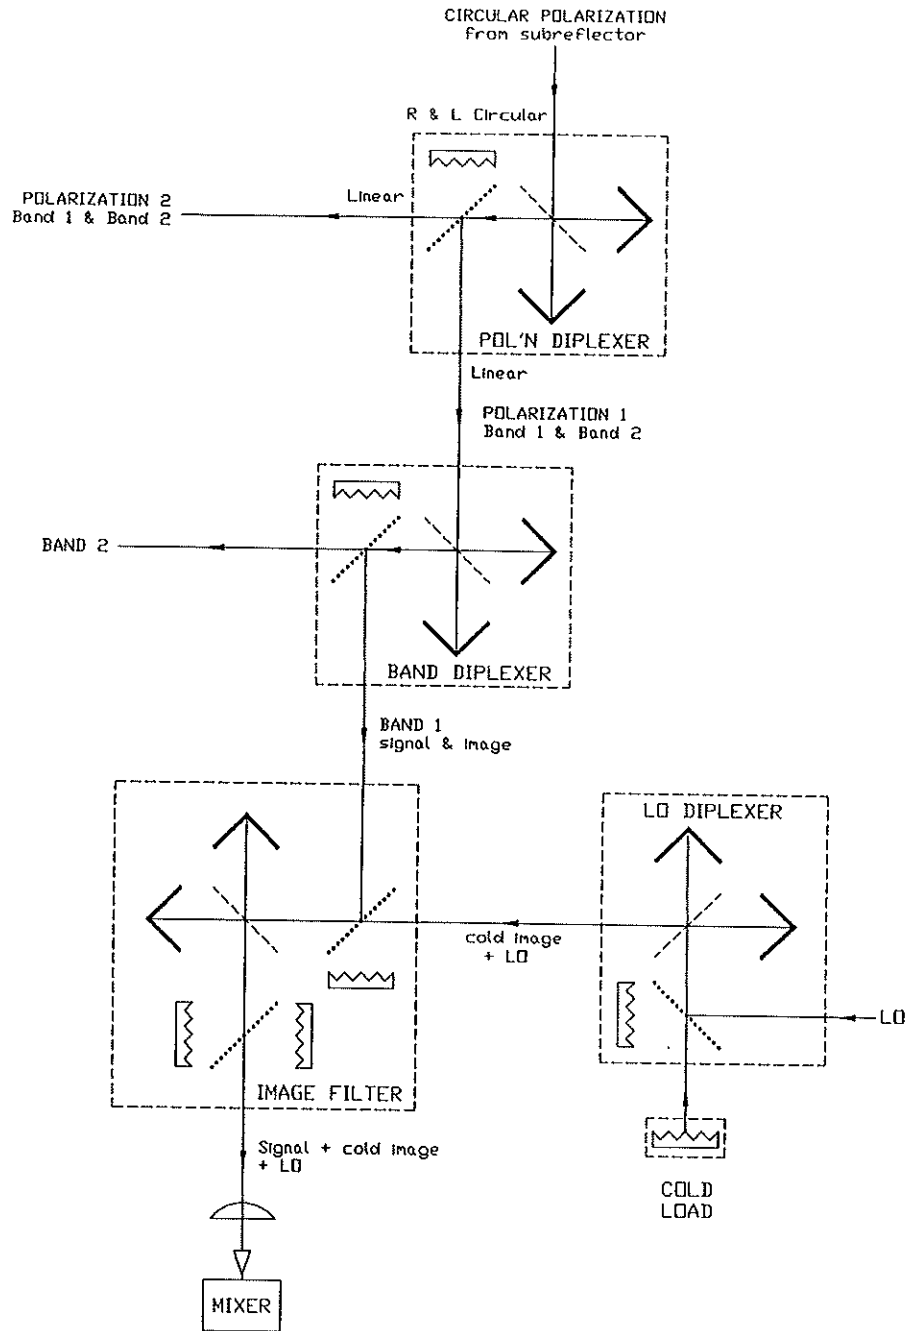 CIRCULAR POLARIZATION
from subreflector
R & L Circular
Linear
POLARIZATION 2
Band 1 & Band 2
POL'N DIPLEXER
Linear
POLARIZATION 1
Band 1 & Band 2
BAND 2
BAND DIPLEXER
BAND 1
signal & image
LO DIPLEXER
cold image
+ LO
LO
IMAGE FILTER
Signal + cold image
+ LO
COLD
LOAD
MIXER